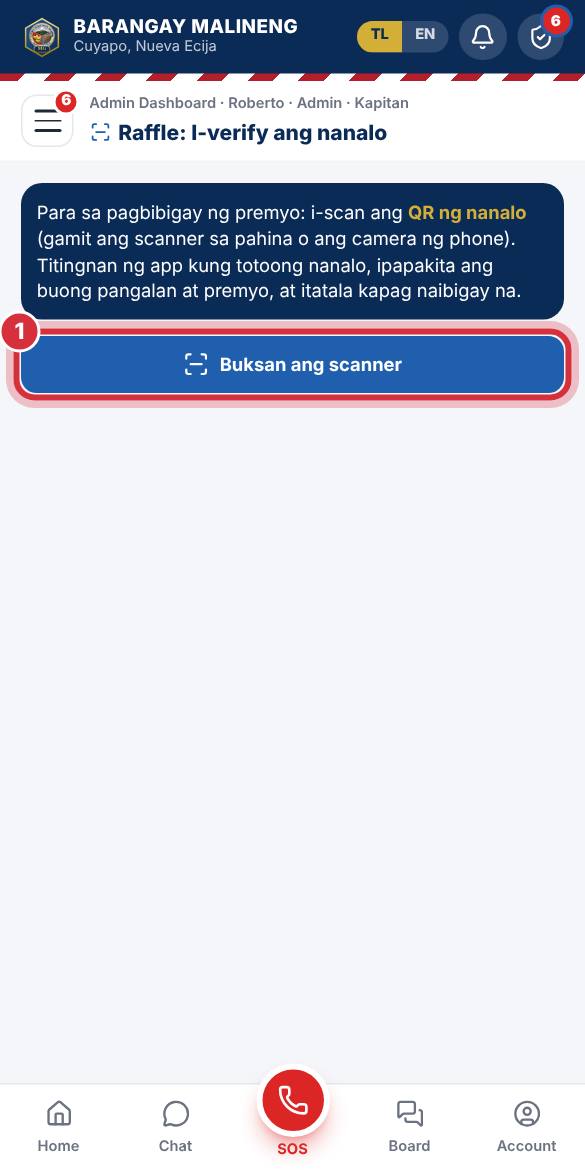 BARANGAY MALINENG
Cuyapo, Nueva Ecija
TL EN
6
6
Admin Dashboard · Roberto · Admin · Kapitan
Raffle: I-verify ang nanalo
Para sa pagbibigay ng premyo: i-scan ang QR ng nanalo
(gamit ang scanner sa pahina o ang camera ng phone).
Titingnan ng app kung totoong nanalo, ipapakita ang
buong pangalan at premyo, at itatala kapag naibigay na.
1
Buksan ang scanner
Home
Chat
SOS
Board
Account